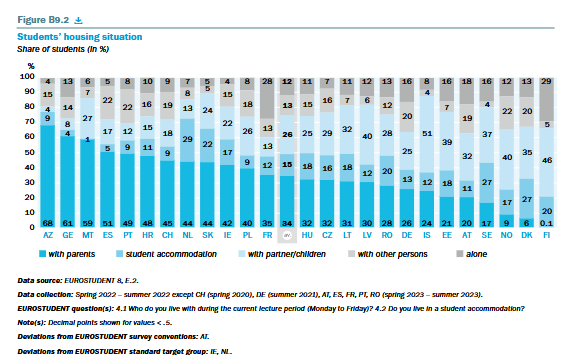 Figure B9.2
Students' housing situation
Share of students (in %)
%
100
90
80
70
60
50
40
30
20
10
0
4 13 6 5 8 10 9 7 5 4 8 28 12 11 7 11 12 13 16 8 16 18 16 12 13 29
15 14 7 22 22 16 19 8 5 15 18 13 13 15 16 7 6 12 20 4 7 19 4 22 20 5
4 8 27 17 12 15 18 13 24 22 26 13 26 25 29 32 40 28 25 51 39 32 37 40 35 46
9 4 1 5 9 11 9 29 22 17 9 12 15 18 16 18 12 20 13 12 18 11 27 17 27 20
68 61 59 51 49 48 45 44 44 42 40 35 34 32 32 31 30 28 26 24 21 20 17 9 6 0.1
AZ GE MT ES PT HR CH NL SK IE PL FR av HU CZ LT LV RO DE IS EE AT SE NO DK FI
with parents student accommodation with partner/children with other persons alone
Data source: EUROSTUDENT 8, E.2.
Data collection: Spring 2022 – summer 2022 except CH (spring 2020), DE (summer 2021), AT, ES, FR, PT, RO (spring 2023 – summer 2023).
EUROSTUDENT question(s): 4.1 Who do you live with during the current lecture period (Monday to Friday)? 4.2 Do you live in a student accommodation?
Note(s): Decimal points shown for values < .5.
Deviations from EUROSTUDENT survey conventions: AT.
Deviations from EUROSTUDENT standard target group: IE, NL.